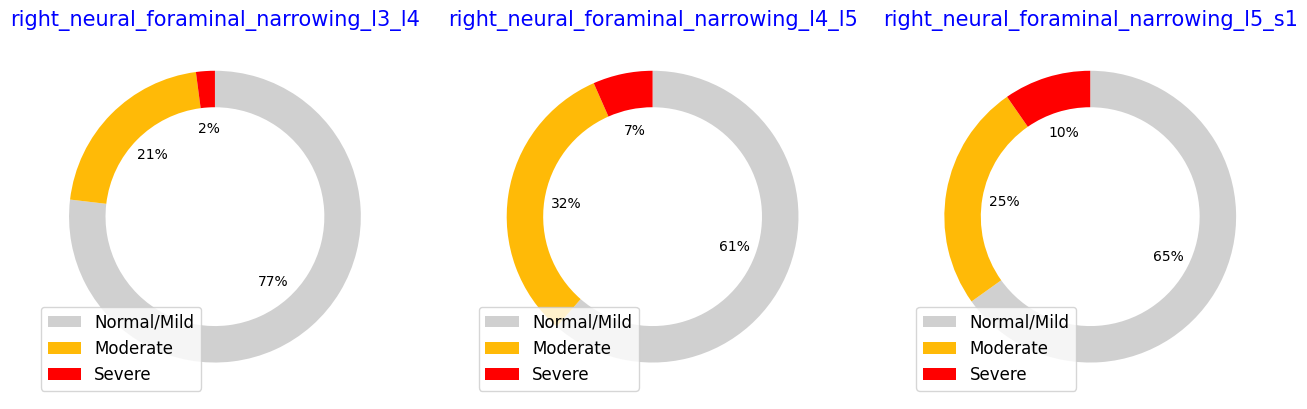 right_neural_foraminal_narrowing_l3_l4
2%
21%
77%
Normal/Mild
Moderate
Severe
right_neural_foraminal_narrowing_l4_l5
7%
32%
61%
Normal/Mild
Moderate
Severe
right_neural_foraminal_narrowing_l5_s1
10%
25%
65%
Normal/Mild
Moderate
Severe